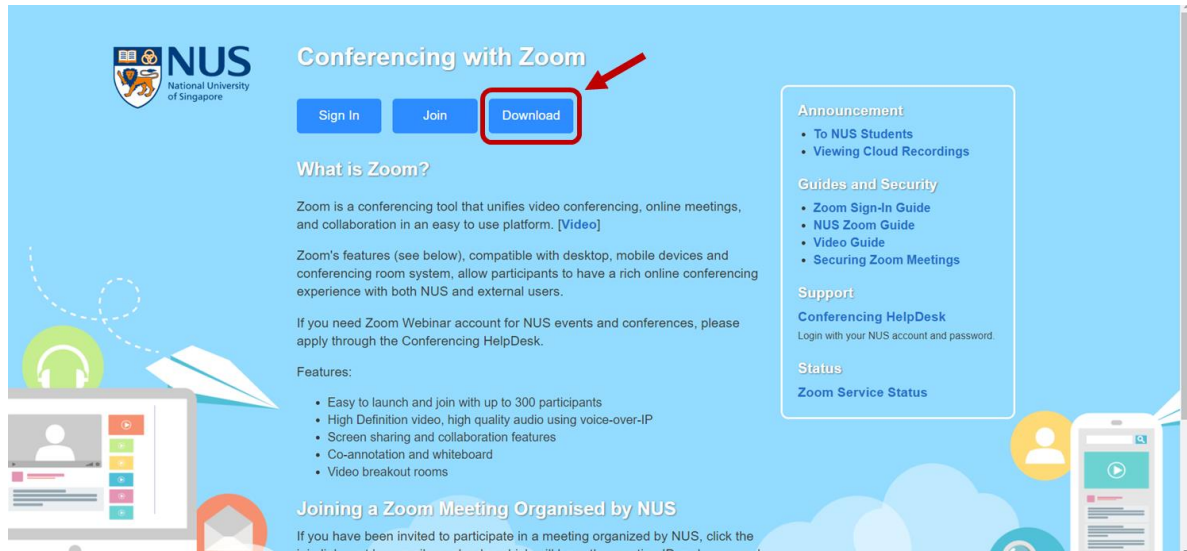 NUS
National University
of Singapore
Conferencing with Zoom
Sign In
Join
Download
What is Zoom?
Zoom is a conferencing tool that unifies video conferencing, online meetings,
and collaboration in an easy to use platform. [Video]
Zoom's features (see below), compatible with desktop, mobile devices and
conferencing room system, allow participants to have a rich online conferencing
experience with both NUS and external users.
If you need Zoom Webinar account for NUS events and conferences, please
apply through the Conferencing HelpDesk.
Features:
• Easy to launch and join with up to 300 participants
• High Definition video, high quality audio using voice-over-IP
• Screen sharing and collaboration features
• Co-annotation and whiteboard
• Video breakout rooms
Joining a Zoom Meeting Organised by NUS
If you have been invited to participate in a meeting organized by NUS, click the
Announcement
• To NUS Students
• Viewing Cloud Recordings
Guides and Security
• Zoom Sign-In Guide
• NUS Zoom Guide
• Video Guide
• Securing Zoom Meetings
Support
Conferencing HelpDesk
Login with your NUS account and password.
Status
Zoom Service Status